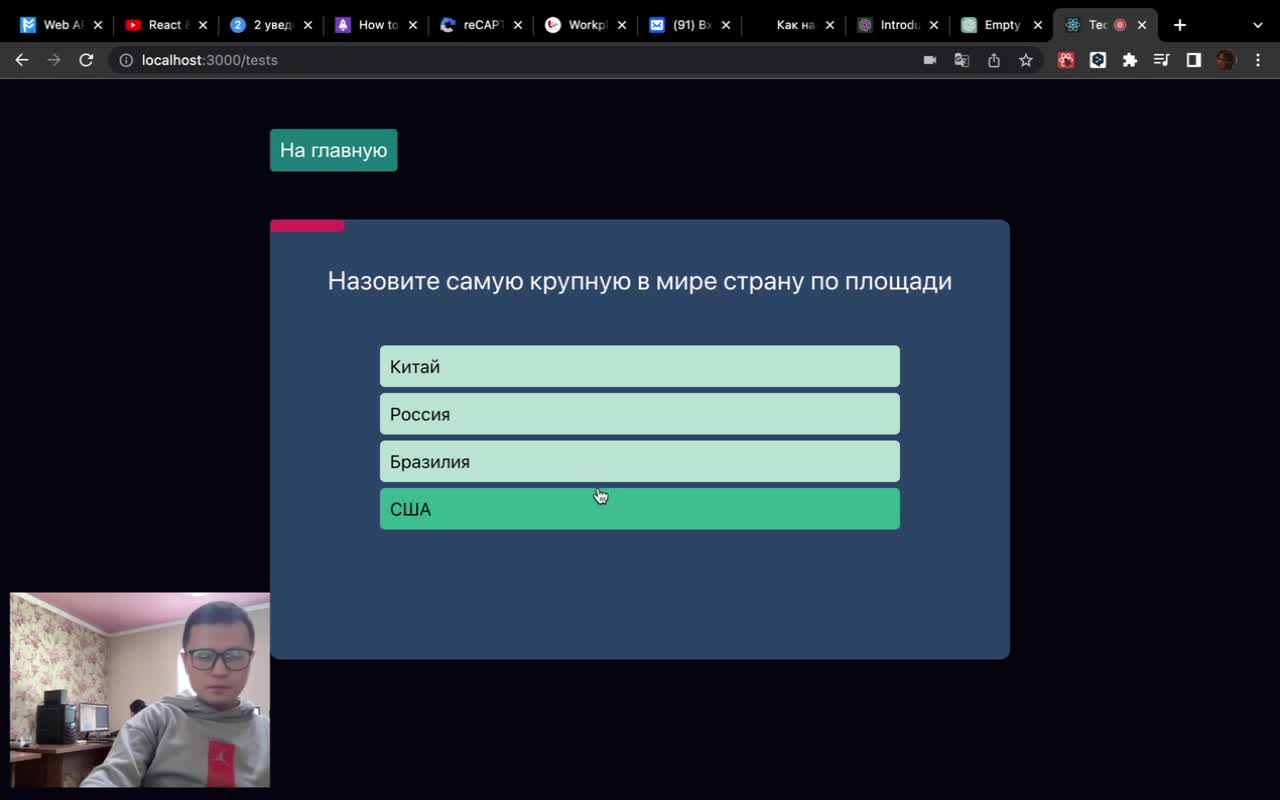 Web A
React &
2 увед
How to
reCAPT
Workpl
(91) Вх
Как на
Introdu
Empty
Тес
localhost:3000/tests
На главную
Назовите самую крупную в мире страну по площади
Китай
Россия
Бразилия
США